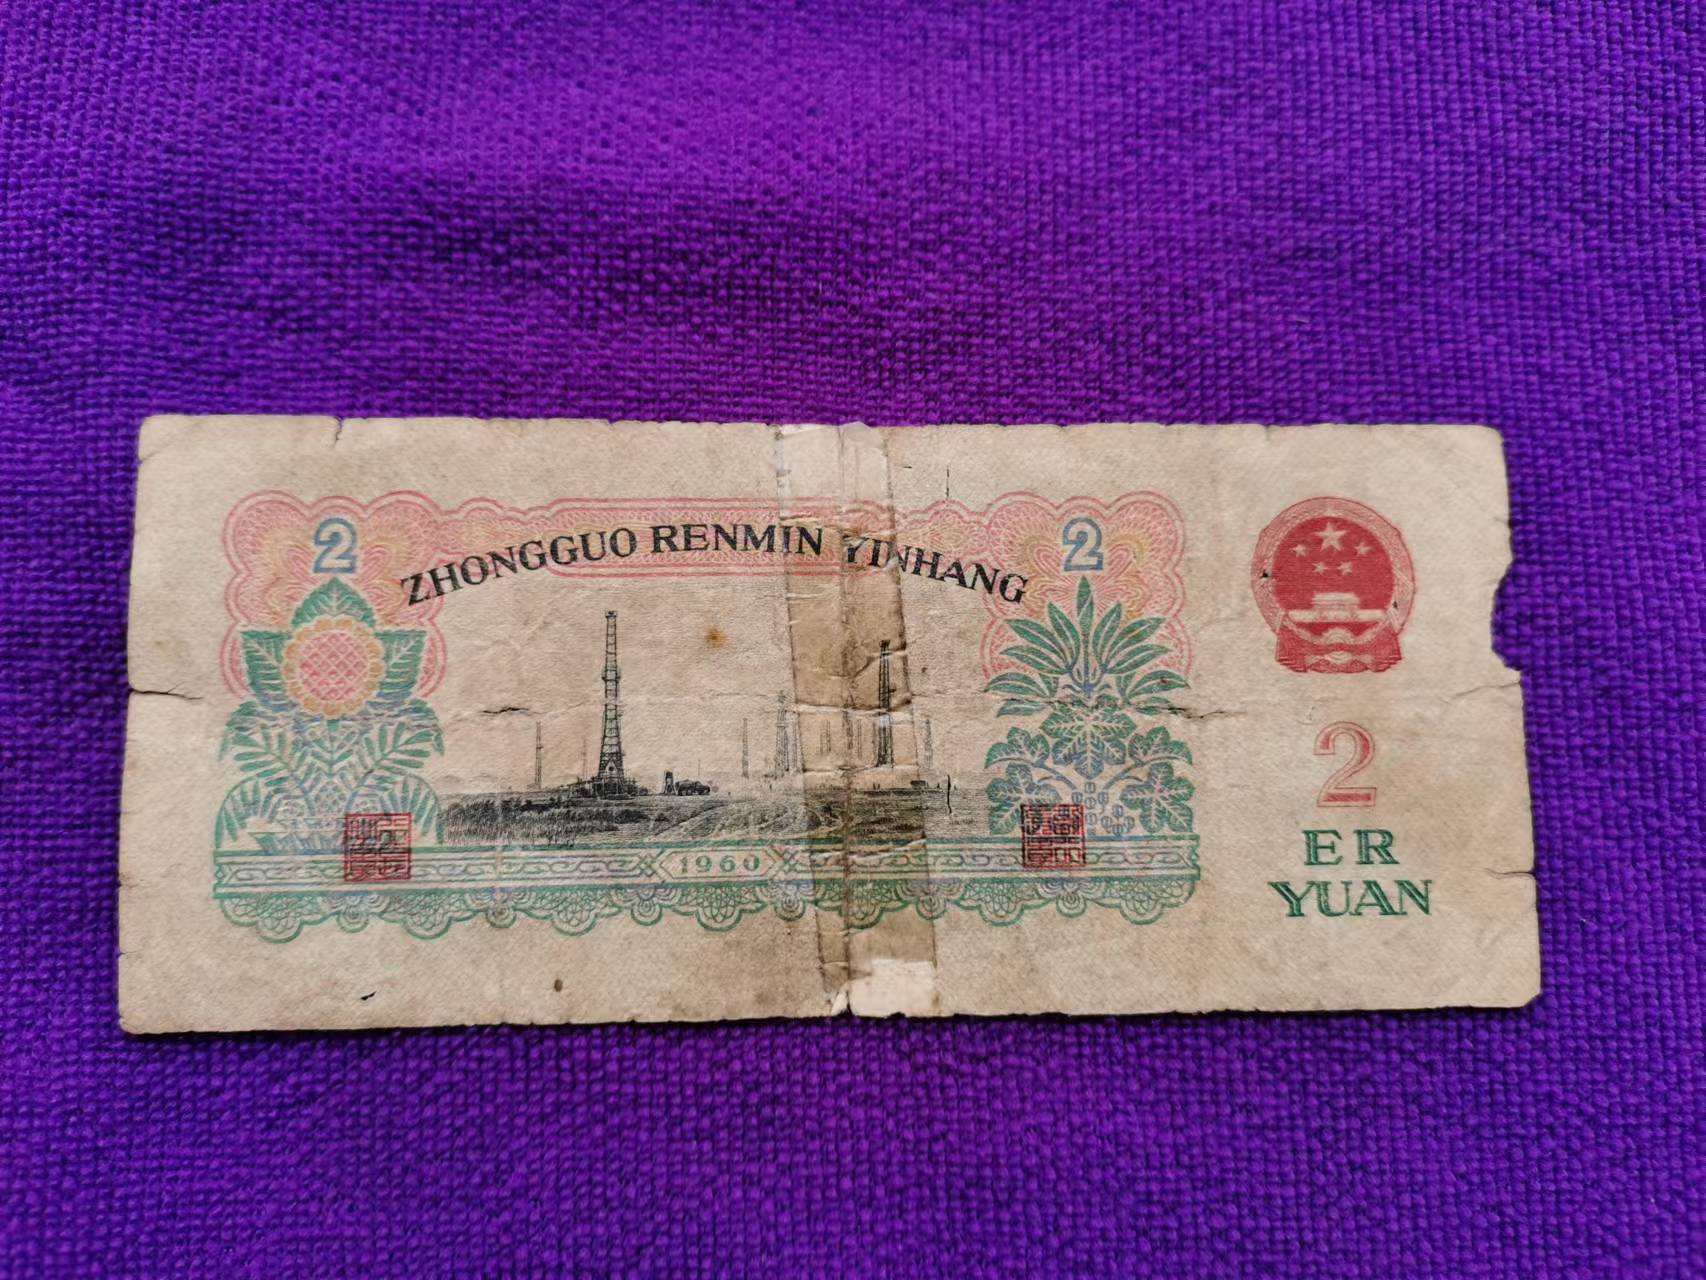 2
2
ZHONGGUO RENMIN YINHANG
2
1960
ER
YUAN